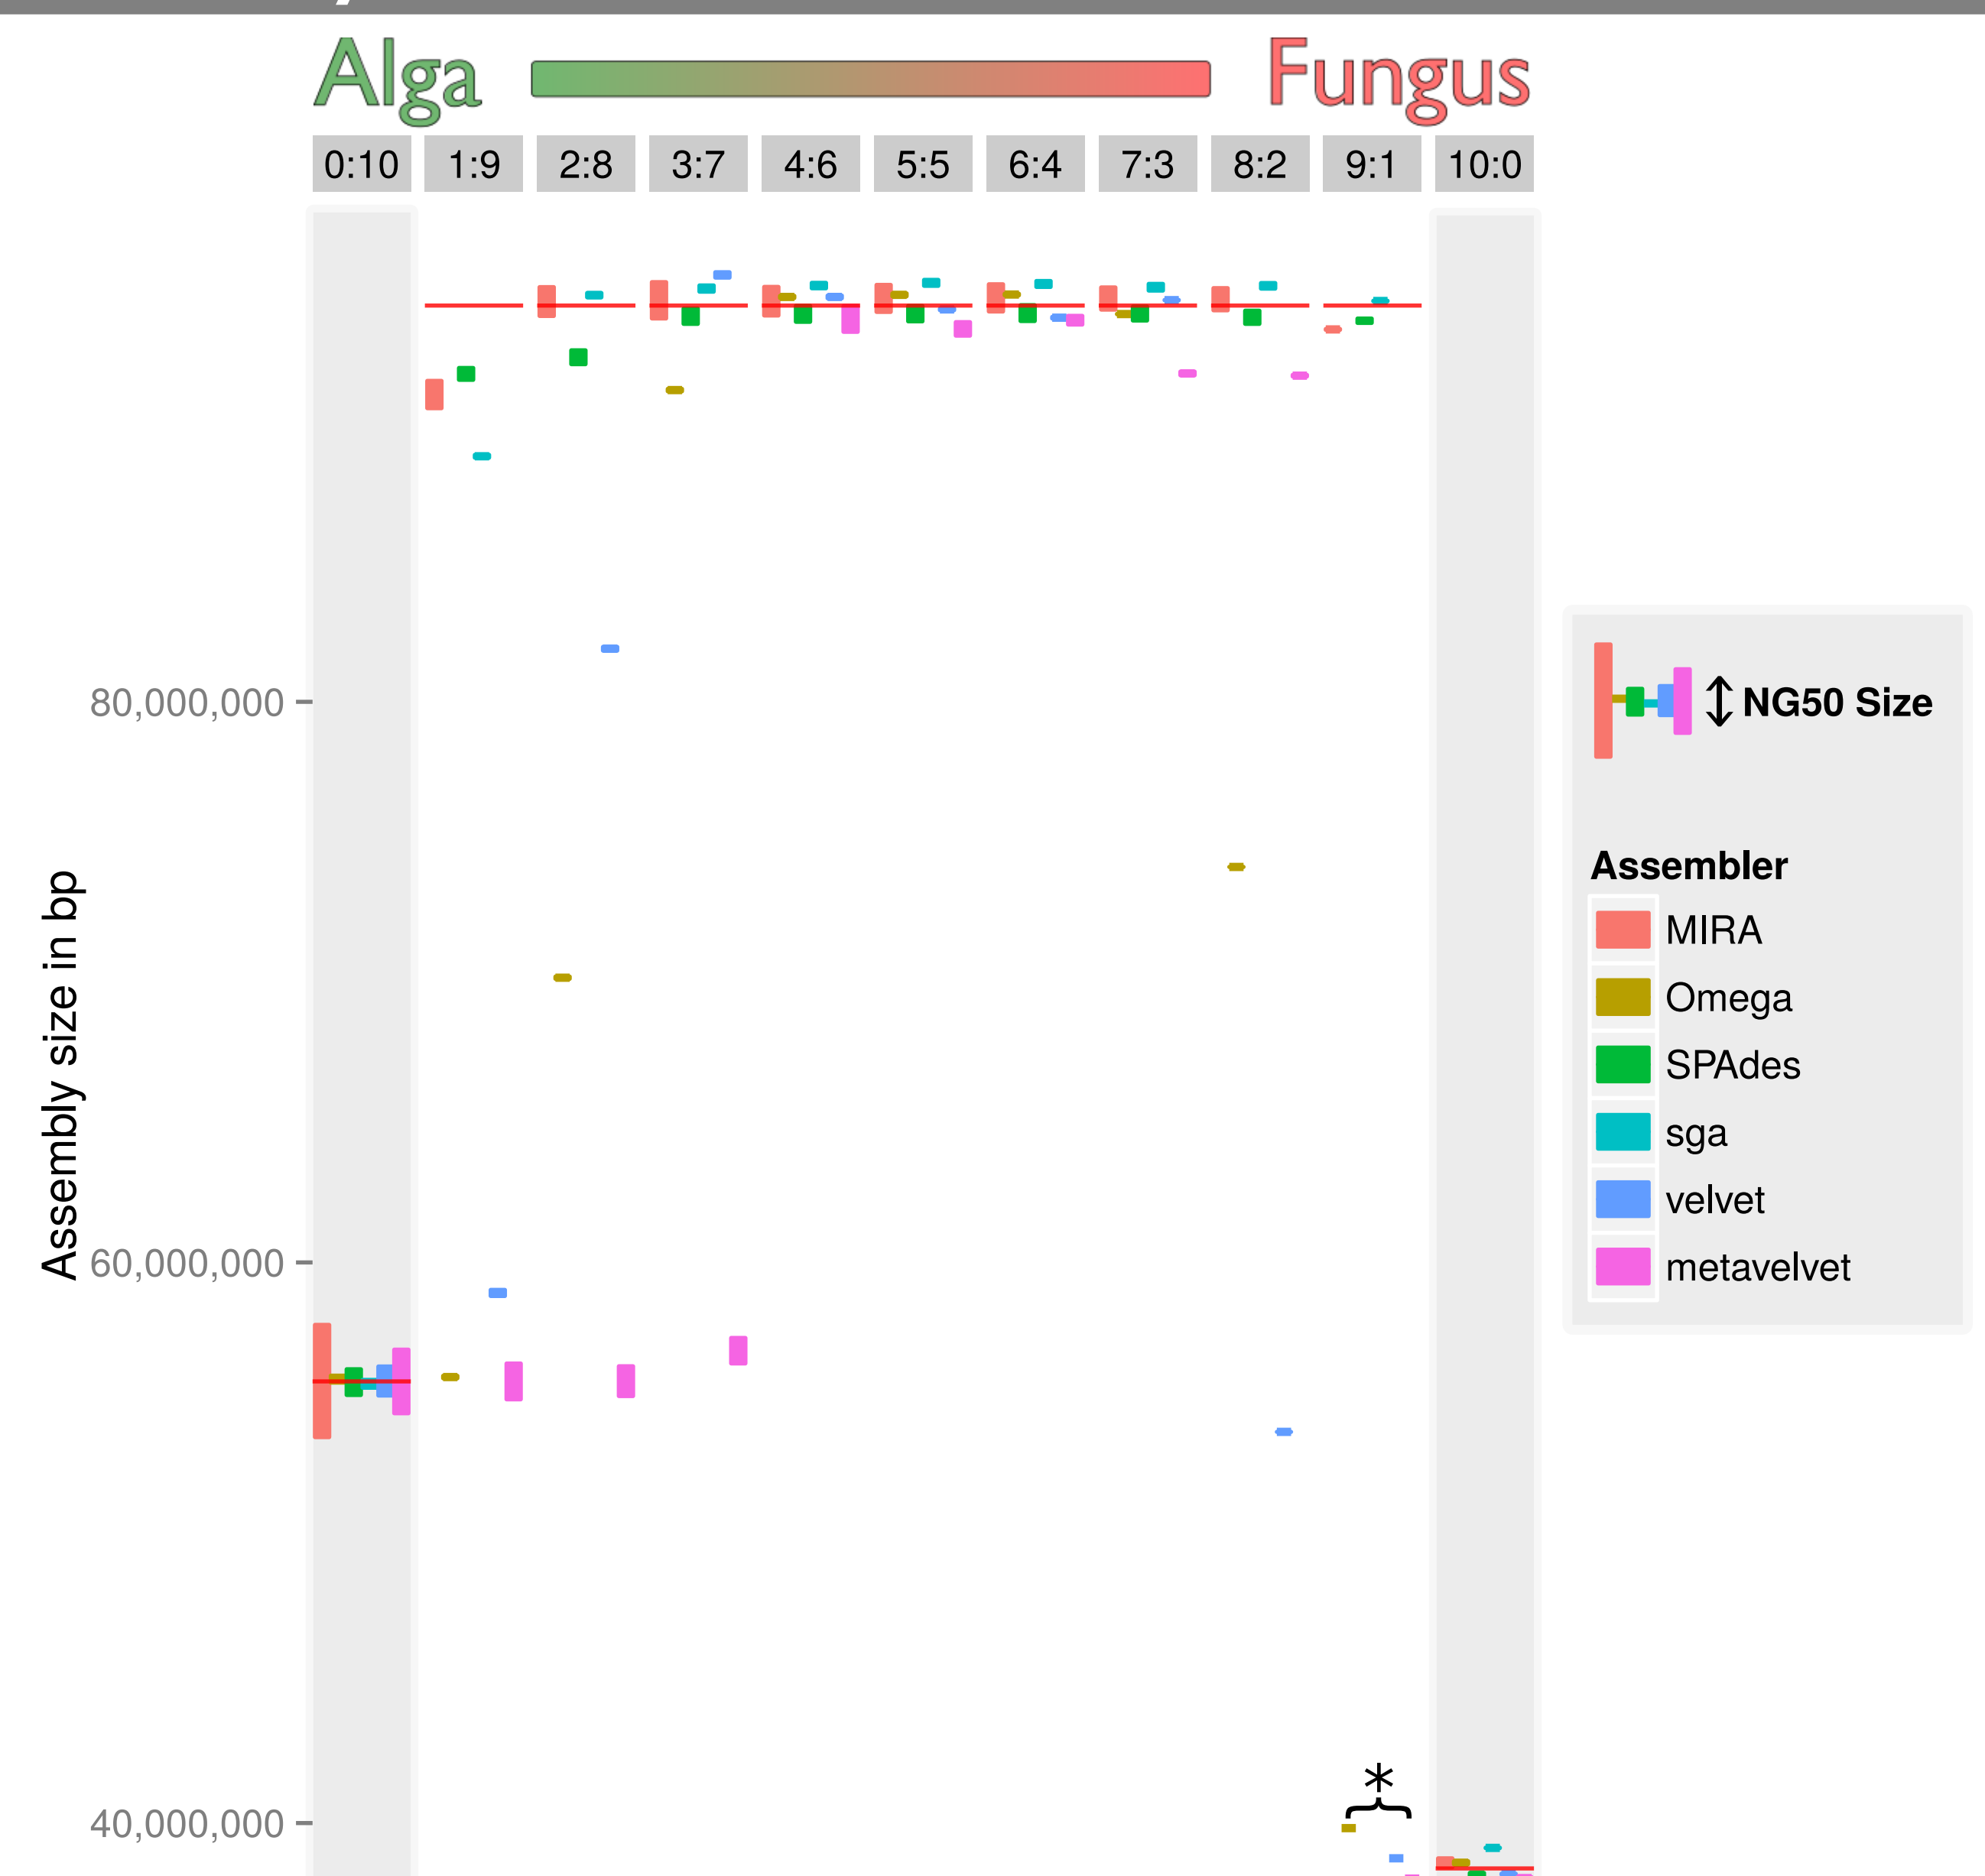 Alga Fungus
0:10 1:9 2:8 3:7 4:6 5:5 6:4 7:3 8:2 9:1 10:0
80,000,000
60,000,000
40,000,000
Assembly size in bp
*
NG50 Size
Assembler
MIRA
Omega
SPAdes
sga
velvet
metavelvet